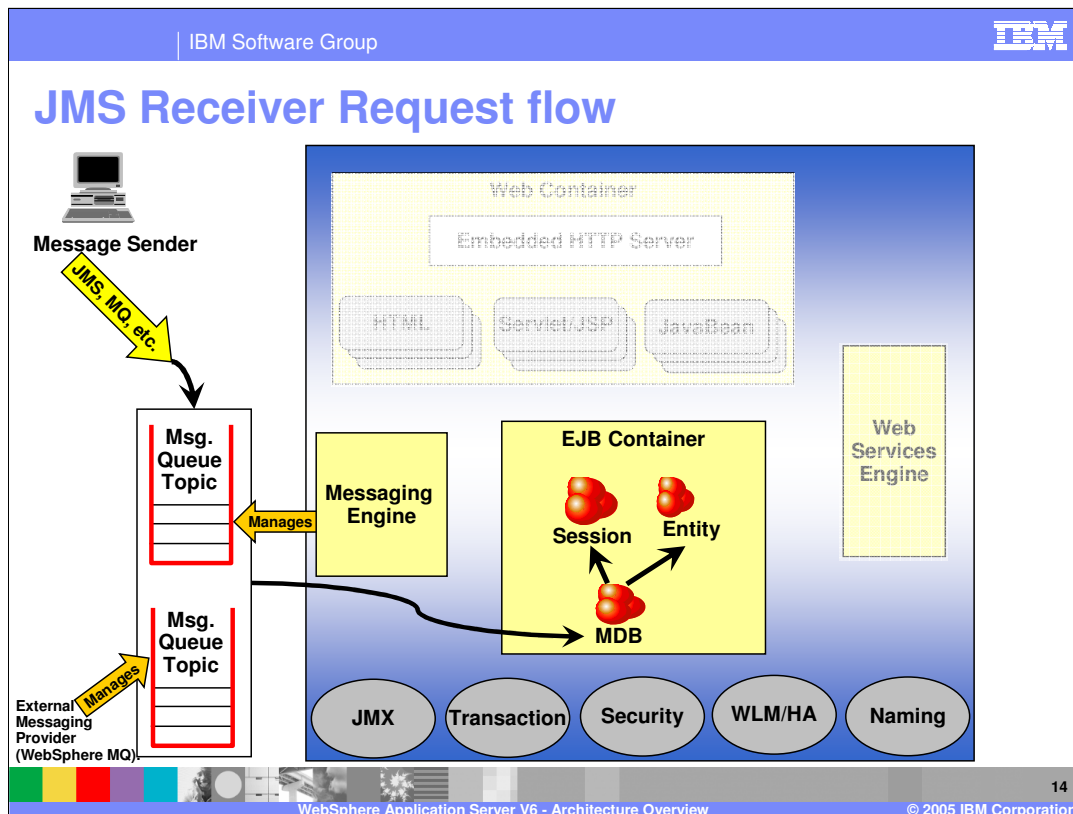 IBM Software Group
IBM
JMS Receiver Request flow
Message Sender
JMS, MQ, etc.
Web Container
Embedded HTTP Server
HTML
Servlet/JSP
JavaBean
Web
Services
Engine
Msg.
Queue
Topic
Manages
Messaging
Engine
EJB Container
Session
Entity
MDB
Msg.
Queue
Topic
Manages
External
Messaging
Provider
(WebSphere MQ).
JMX
Transaction
Security
WLM/HA
Naming
14
WebSphere Application Server V6 - Architecture Overview
© 2005 IBM Corporation